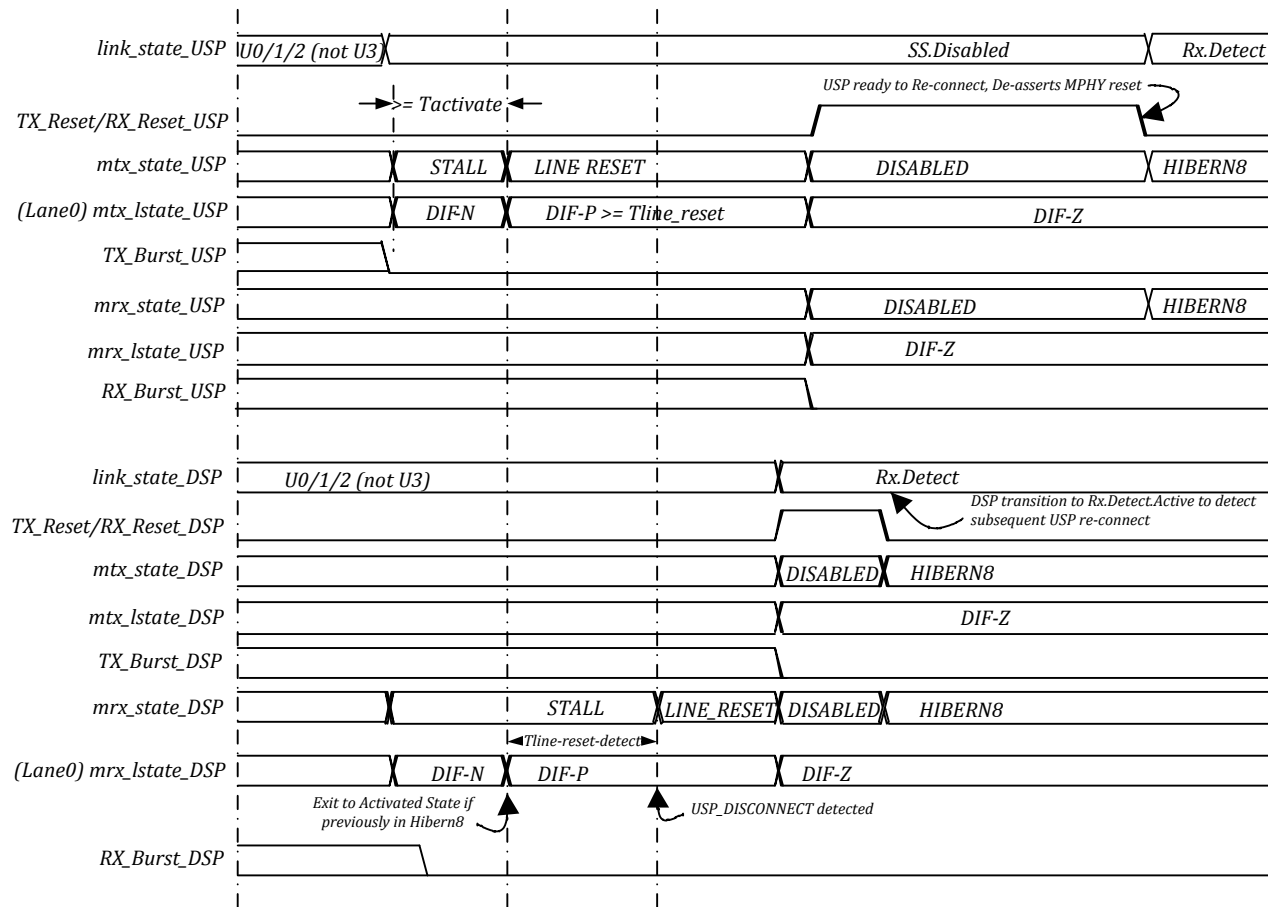 link_state_USP U0/1/2 (not U3) SS.Disabled Rx.Detect
USP ready to Re-connect, De-asserts MPHY reset
>= Tactivate
TX_Reset/RX_Reset_USP
mtx_state_USP STALL LINE- RESET DISABLED HIBERN8
(Lane0) mtx_lstate_USP DIF-N DIF-P >= Tline_reset DIF-Z
TX_Burst_USP
mrx_state_USP DISABLED HIBERN8
mrx_lstate_USP DIF-Z
RX_Burst_USP
link_state_DSP U0/1/2 (not U3) Rx.Detect
DSP transition to Rx.Detect.Active to detect
subsequent USP re-connect
TX_Reset/RX_Reset_DSP
mtx_state_DSP DISABLED HIBERN8
mtx_lstate_DSP DIF-Z
TX_Burst_DSP
mrx_state_DSP STALL LINE_RESET DISABLED HIBERN8
Tline-reset-detect
(Lane0) mrx_lstate_DSP DIF-N DIF-P DIF-Z
Exit to Activated State if
previously in Hibern8
USP_DISCONNECT detected
RX_Burst_DSP